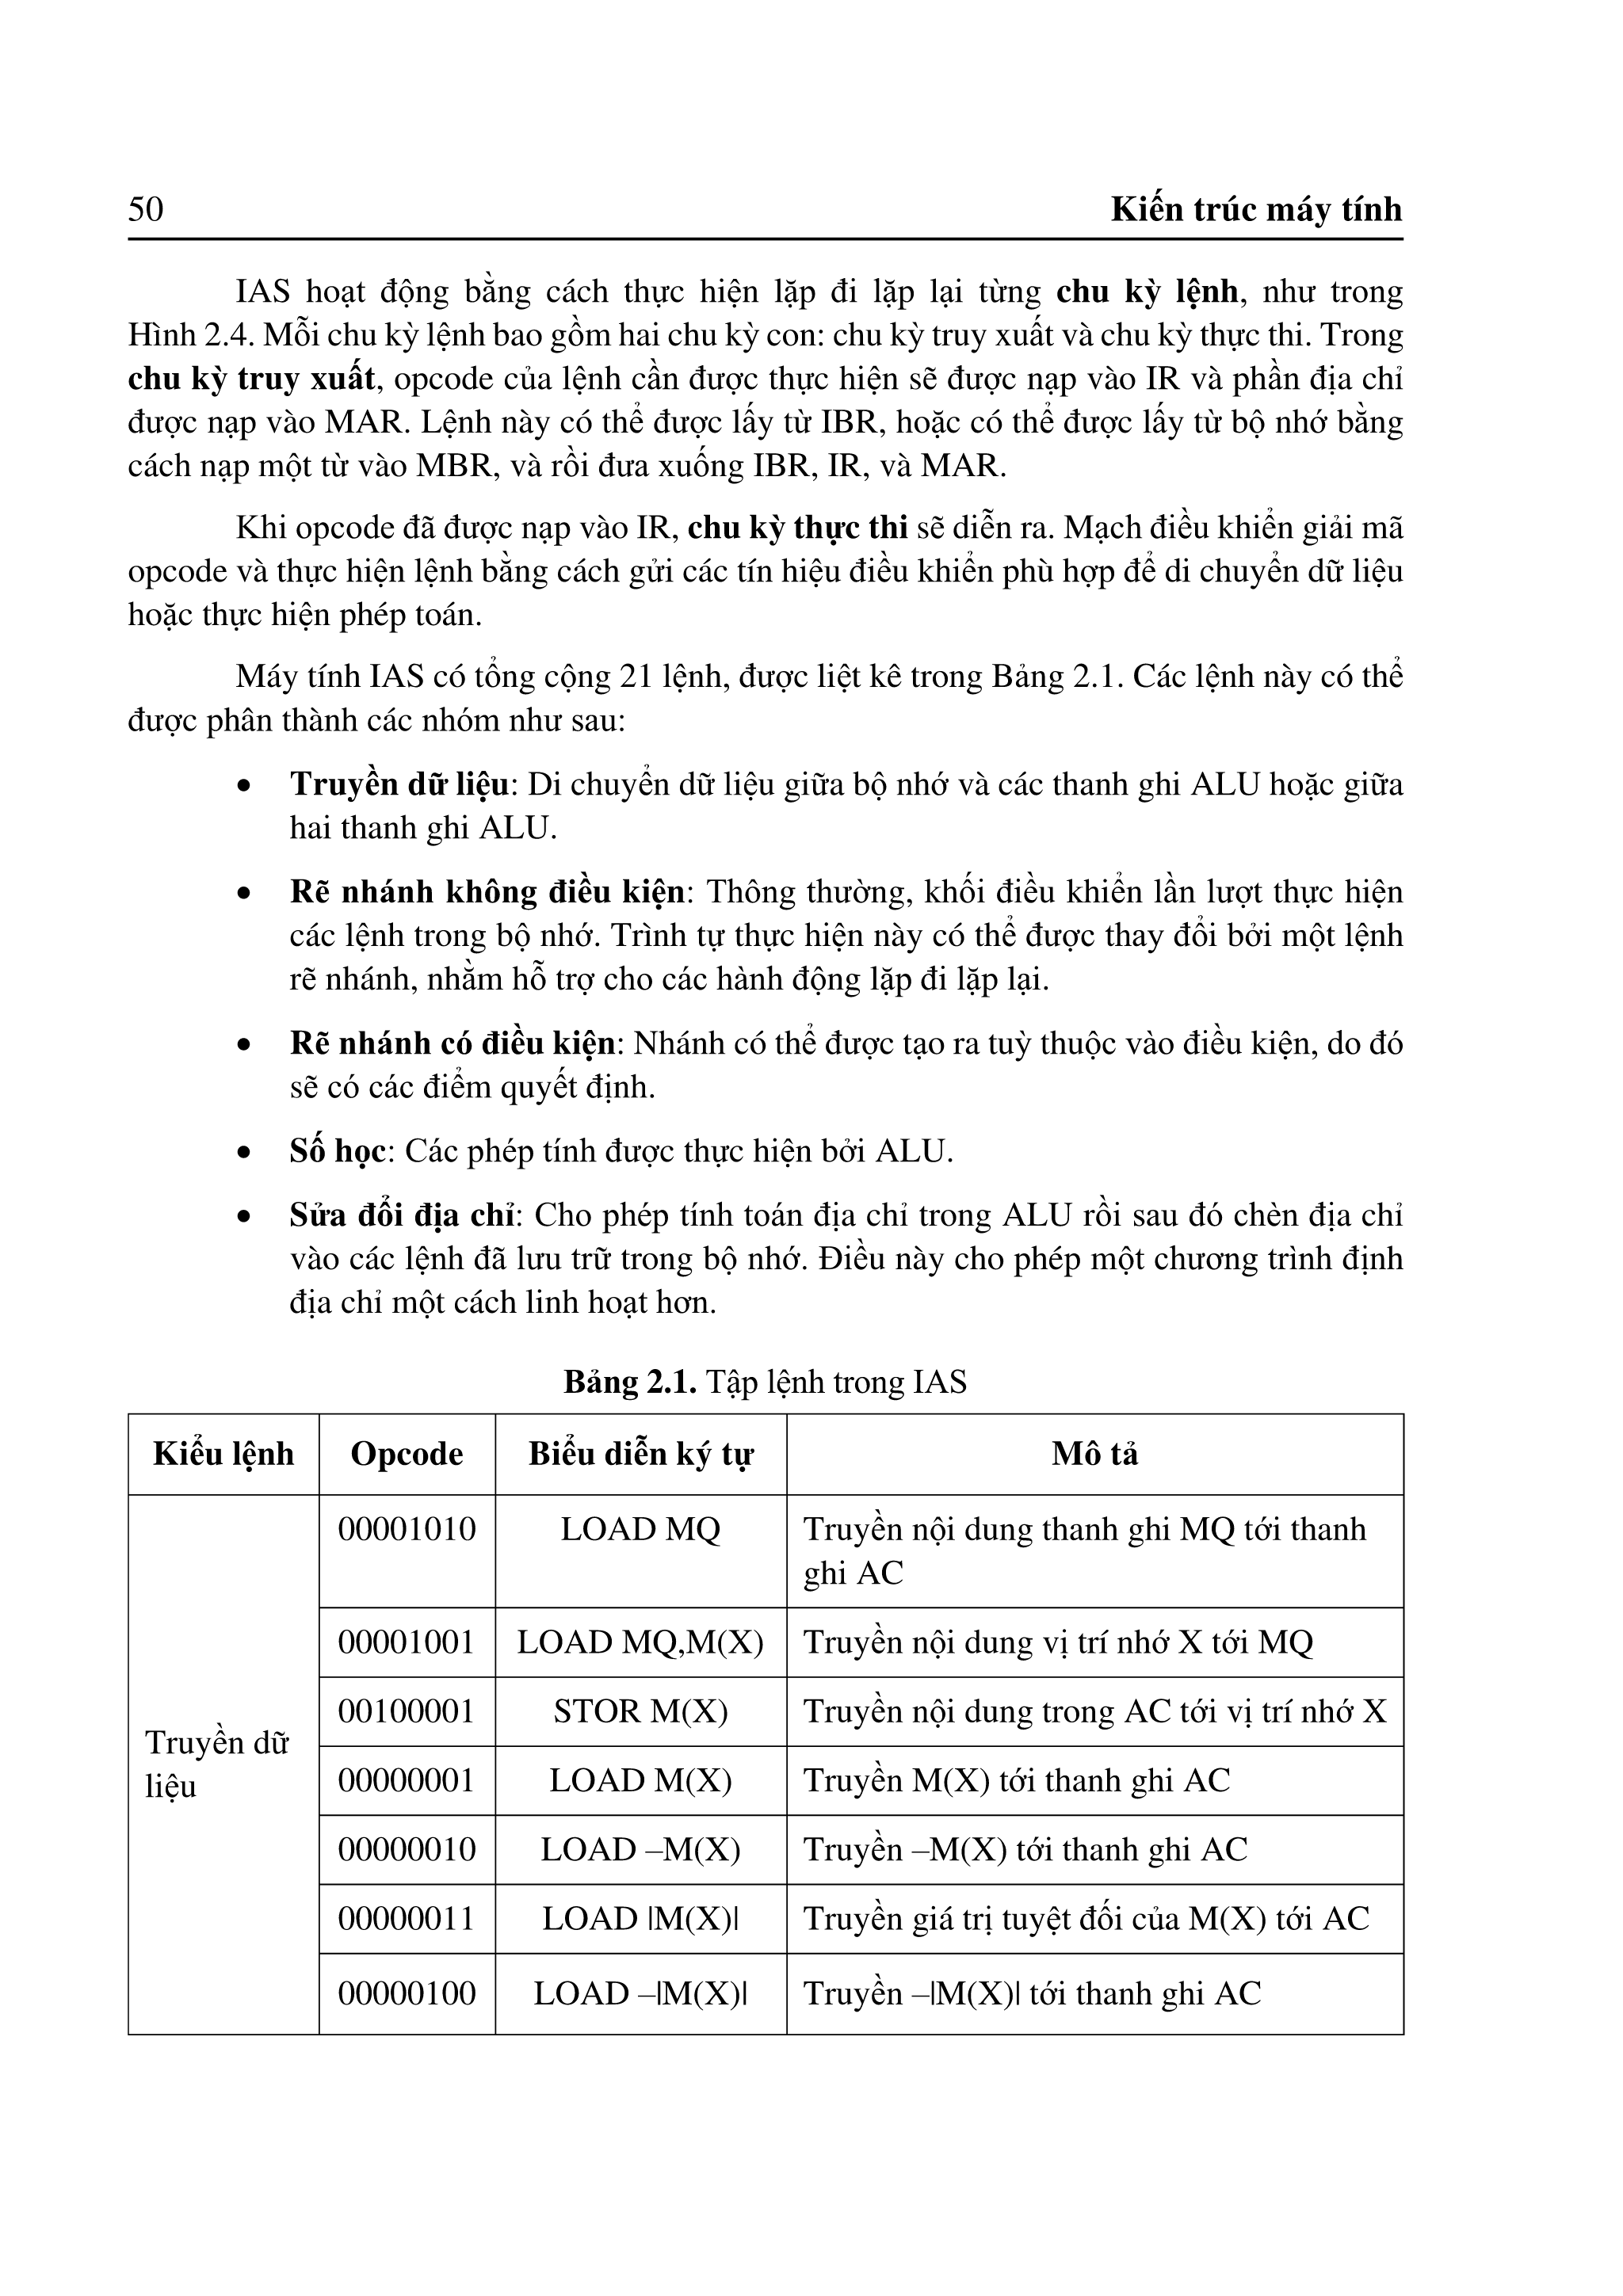 50 Kiến trúc máy tính
IAS hoạt động bằng cách thực hiện lặp đi lặp lại từng chu kỳ lệnh, như trong
Hình 2.4. Mỗi chu kỳ lệnh bao gồm hai chu kỳ con: chu kỳ truy xuất và chu kỳ thực thi. Trong
chu kỳ truy xuất, opcode của lệnh cần được thực hiện sẽ được nạp vào IR và phần địa chỉ
được nạp vào MAR. Lệnh này có thể được lấy từ IBR, hoặc có thể được lấy từ bộ nhớ bằng
cách nạp một từ vào MBR, và rồi đưa xuống IBR, IR, và MAR.
Khi opcode đã được nạp vào IR, chu kỳ thực thi sẽ diễn ra. Mạch điều khiển giải mã
opcode và thực hiện lệnh bằng cách gửi các tín hiệu điều khiển phù hợp để di chuyển dữ liệu
hoặc thực hiện phép toán.
Máy tính IAS có tổng cộng 21 lệnh, được liệt kê trong Bảng 2.1. Các lệnh này có thể
được phân thành các nhóm như sau:
• Truyền dữ liệu: Di chuyển dữ liệu giữa bộ nhớ và các thanh ghi ALU hoặc giữa
hai thanh ghi ALU.
• Rẽ nhánh không điều kiện: Thông thường, khối điều khiển lần lượt thực hiện
các lệnh trong bộ nhớ. Trình tự thực hiện này có thể được thay đổi bởi một lệnh
rẽ nhánh, nhằm hỗ trợ cho các hành động lặp đi lặp lại.
• Rẽ nhánh có điều kiện: Nhánh có thể được tạo ra tuỳ thuộc vào điều kiện, do đó
sẽ có các điểm quyết định.
• Số học: Các phép tính được thực hiện bởi ALU.
• Sửa đổi địa chỉ: Cho phép tính toán địa chỉ trong ALU rồi sau đó chèn địa chỉ
vào các lệnh đã lưu trữ trong bộ nhớ. Điều này cho phép một chương trình định
địa chỉ một cách linh hoạt hơn.
Bảng 2.1. Tập lệnh trong IAS
Kiểu lệnh Opcode Biểu diễn ký tự Mô tả
Truyền dữ
liệu
00001010 LOAD MQ Truyền nội dung thanh ghi MQ tới thanh
ghi AC
00001001 LOAD MQ,M(X) Truyền nội dung vị trí nhớ X tới MQ
00100001 STOR M(X) Truyền nội dung trong AC tới vị trí nhớ X
00000001 LOAD M(X) Truyền M(X) tới thanh ghi AC
00000010 LOAD –M(X) Truyền –M(X) tới thanh ghi AC
00000011 LOAD |M(X)| Truyền giá trị tuyệt đối của M(X) tới AC
00000100 LOAD –|M(X)| Truyền –|M(X)| tới thanh ghi AC